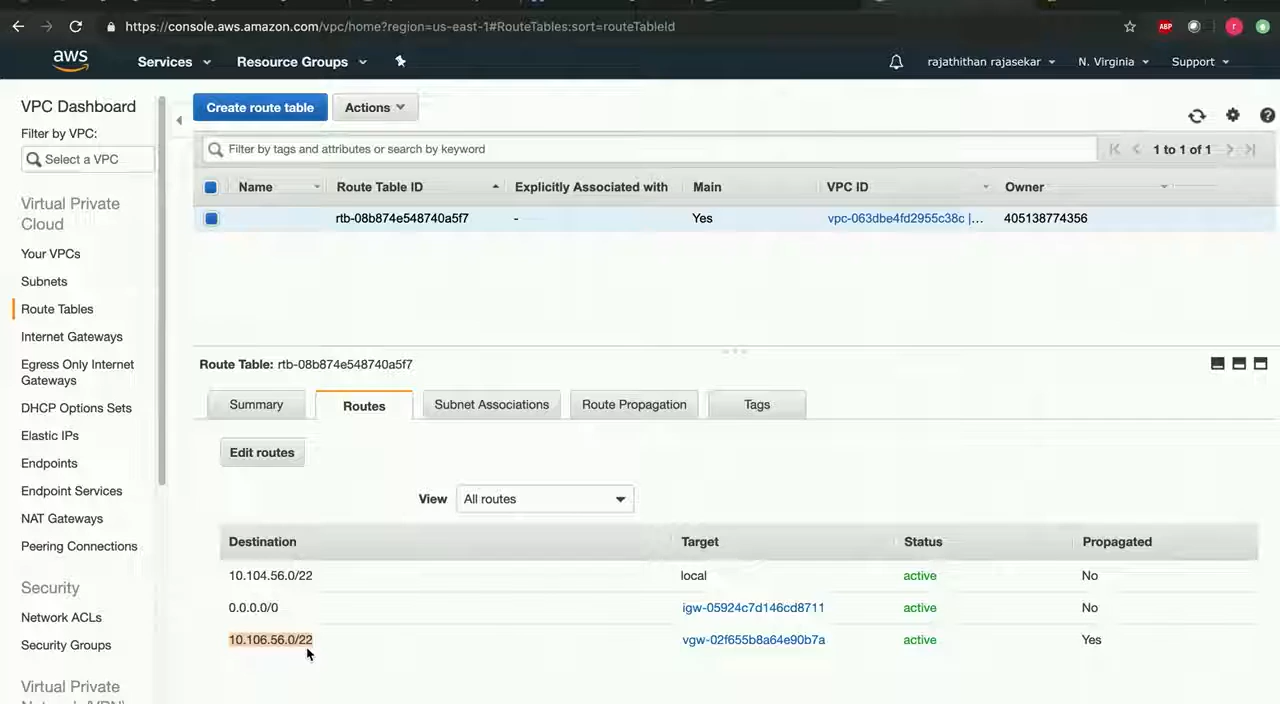 https://console.aws.amazon.com/vpc/home?region=us-east-1#RouteTables:sort=routeTableId
ABP
r
aws
Services
Resource Groups
rajathithan rajasekar
N. Virginia
Support
VPC Dashboard
Filter by VPC:
Select a VPC
Virtual Private
Cloud
Your VPCs
Subnets
Route Tables
Internet Gateways
Egress Only Internet
Gateways
DHCP Options Sets
Elastic IPs
Endpoints
Endpoint Services
NAT Gateways
Peering Connections
Security
Network ACLs
Security Groups
Virtual Private
Create route table
Actions
Filter by tags and attributes or search by keyword
1 to 1 of 1
Name
Route Table ID
Explicitly Associated with
Main
VPC ID
Owner
rtb-08b874e548740a5f7
-
Yes
vpc-063dbe4fd2955c38c |...
405138774356
Route Table: rtb-08b874e548740a5f7
Summary
Routes
Subnet Associations
Route Propagation
Tags
Edit routes
View
All routes
Destination
Target
Status
Propagated
10.104.56.0/22
local
active
No
0.0.0.0/0
igw-05924c7d146cd8711
active
No
10.106.56.0/22
vgw-02f655b8a64e90b7a
active
Yes